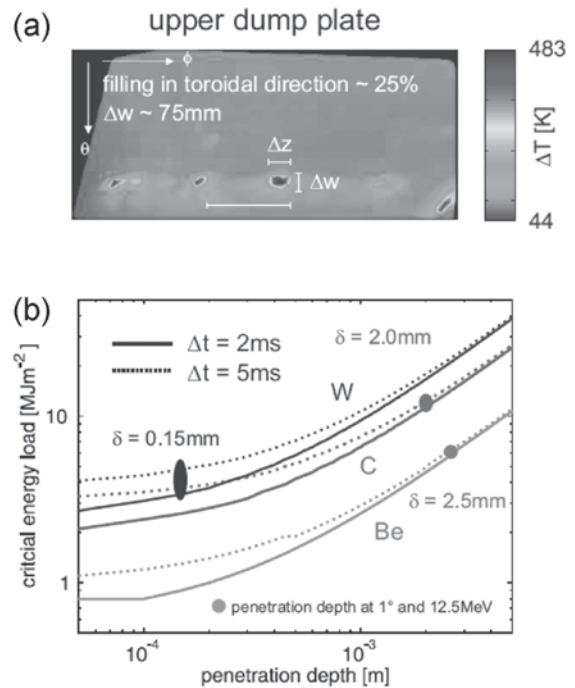 (a)
upper dump plate
ϕ
filling in toroidal direction ~ 25%
Δw ~ 75mm
θ
Δz
Δw
483
ΔT [K]
44
(b)
critcial energy load [MJm⁻²]
10
1
Δt = 2ms
Δt = 5ms
δ = 2.0mm
W
δ = 0.15mm
C
δ = 2.5mm
Be
penetration depth at 1° and 12.5MeV
10⁻⁴
10⁻³
penetration depth [m]